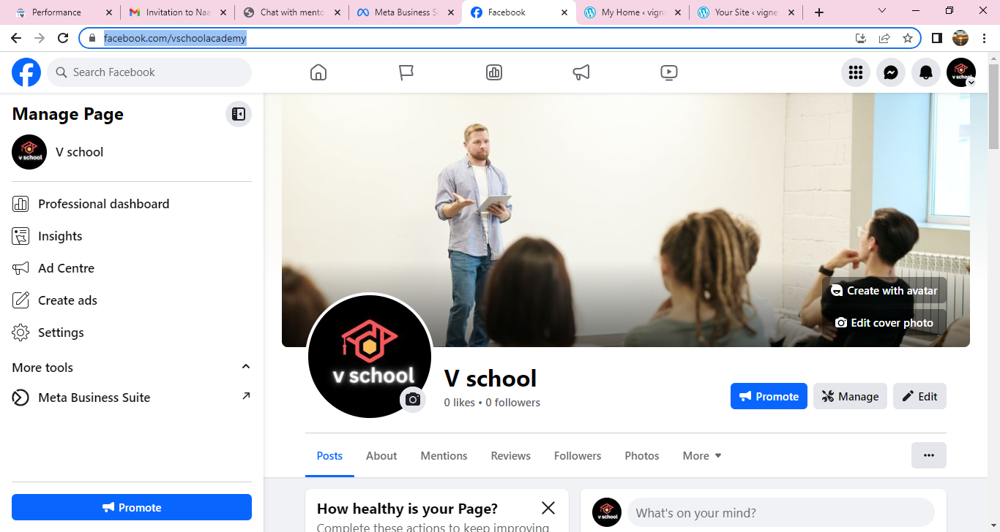 Performance
Invitation to Naa
Chat with mento
Meta Business S
Facebook
My Home ‹ vign
Your Site ‹ vigne
facebook.com/vschoolacademy
Search Facebook
v school
Manage Page
v school
V school
Professional dashboard
Insights
Ad Centre
Create ads
Settings
More tools
Meta Business Suite
Promote
Create with avatar
Edit cover photo
v school
V school
0 likes • 0 followers
Promote
Manage
Edit
Posts
About
Mentions
Reviews
Followers
Photos
More
How healthy is your Page?
Complete these actions to keep improving
v school
What's on your mind?